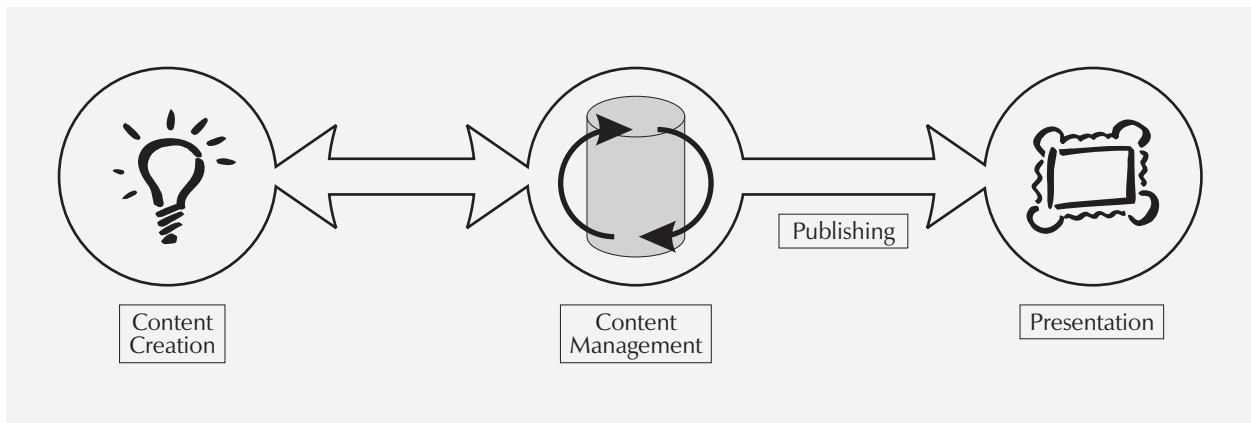 Publishing
Content
Creation
Content
Management
Presentation